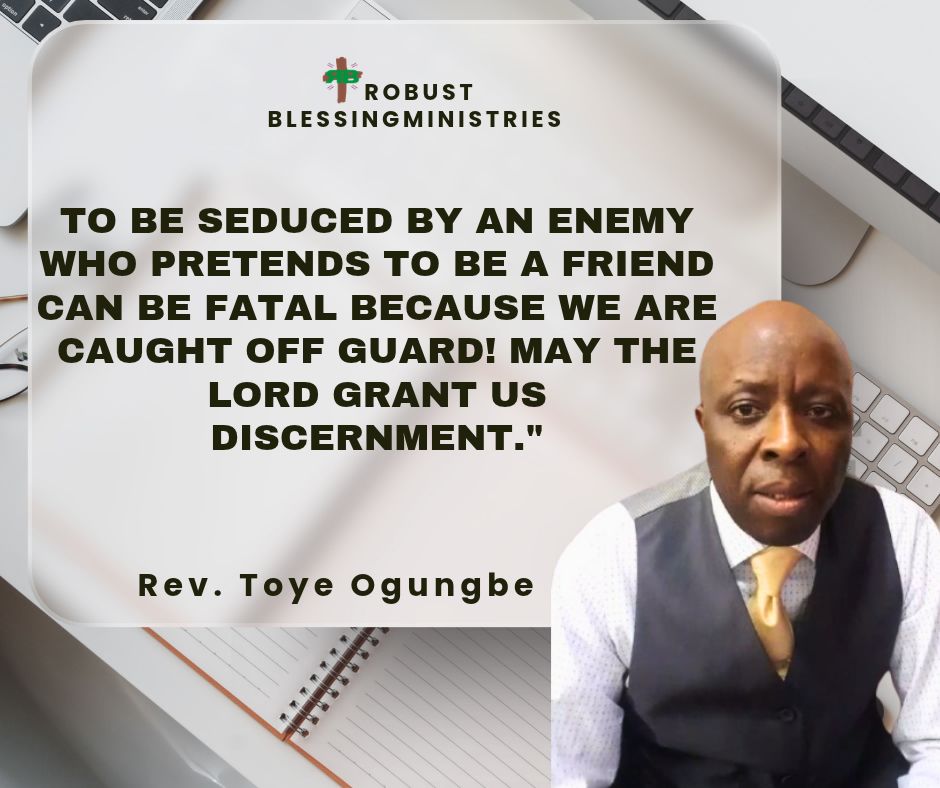 RB ROBUST
BLESSINGMINISTRIES
TO BE SEDUCED BY AN ENEMY
WHO PRETENDS TO BE A FRIEND
CAN BE FATAL BECAUSE WE ARE
CAUGHT OFF GUARD! MAY THE
LORD GRANT US
DISCERNMENT."
Rev. Toye Ogungbe